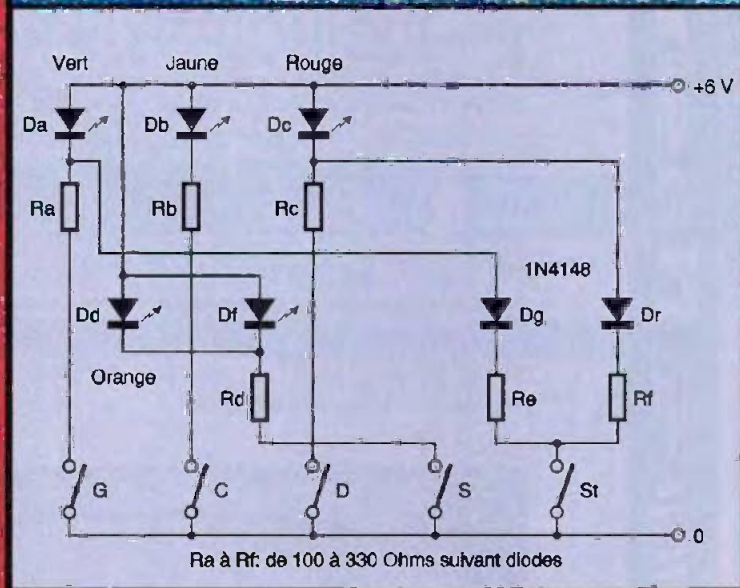 Vert Jaune Rouge
+6 V
Da Db Dc
Ra Rb Rc
1N4148
Dd Df Dg Dr
Orange
Rd Re Rf
G C D S St
0
Ra à Rf: de 100 à 330 Ohms suivant diodes